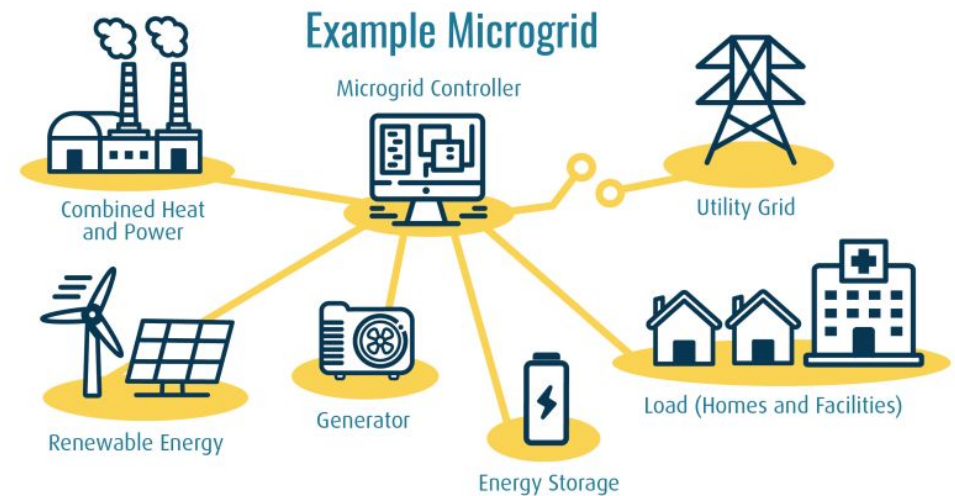 Example Microgrid
Microgrid Controller
Combined Heat
and Power
Utility Grid
Renewable Energy
Generator
Energy Storage
Load (Homes and Facilities)